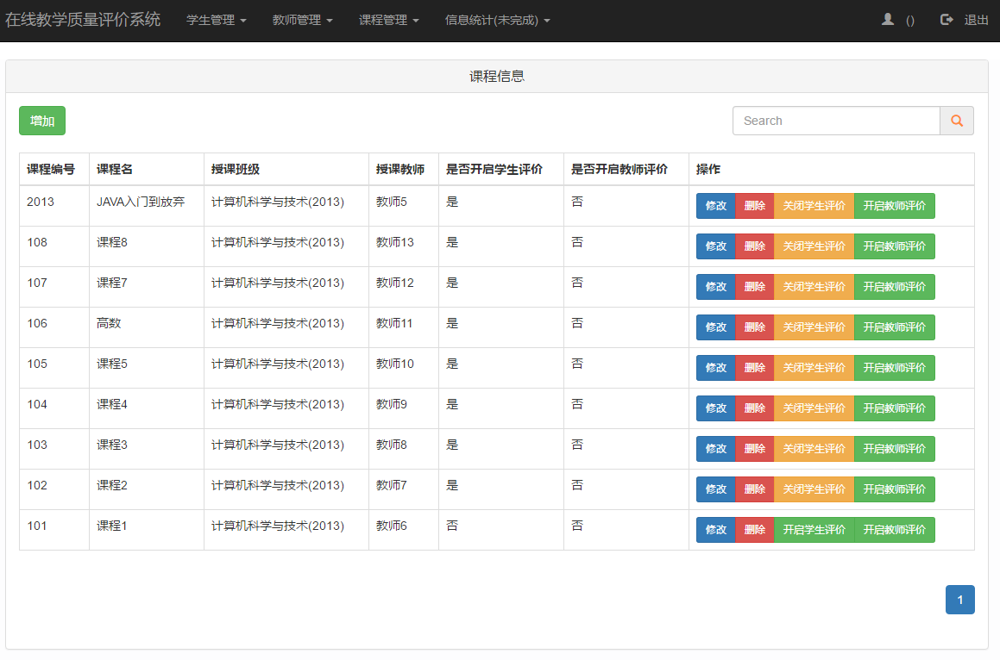 在线教学质量评价系统 学生管理 教师管理 课程管理 信息统计(未完成) () 退出
课程信息
增加 Search
课程编号 课程名 授课班级 授课教师 是否开启学生评价 是否开启教师评价 操作
2013 JAVA入门到放弃 计算机科学与技术(2013) 教师5 是 否 修改 删除 关闭学生评价 开启教师评价
108 课程8 计算机科学与技术(2013) 教师13 是 否 修改 删除 关闭学生评价 开启教师评价
107 课程7 计算机科学与技术(2013) 教师12 是 否 修改 删除 关闭学生评价 开启教师评价
106 高数 计算机科学与技术(2013) 教师11 是 否 修改 删除 关闭学生评价 开启教师评价
105 课程5 计算机科学与技术(2013) 教师10 是 否 修改 删除 关闭学生评价 开启教师评价
104 课程4 计算机科学与技术(2013) 教师9 是 否 修改 删除 关闭学生评价 开启教师评价
103 课程3 计算机科学与技术(2013) 教师8 是 否 修改 删除 关闭学生评价 开启教师评价
102 课程2 计算机科学与技术(2013) 教师7 是 否 修改 删除 关闭学生评价 开启教师评价
101 课程1 计算机科学与技术(2013) 教师6 否 否 修改 删除 开启学生评价 开启教师评价
1